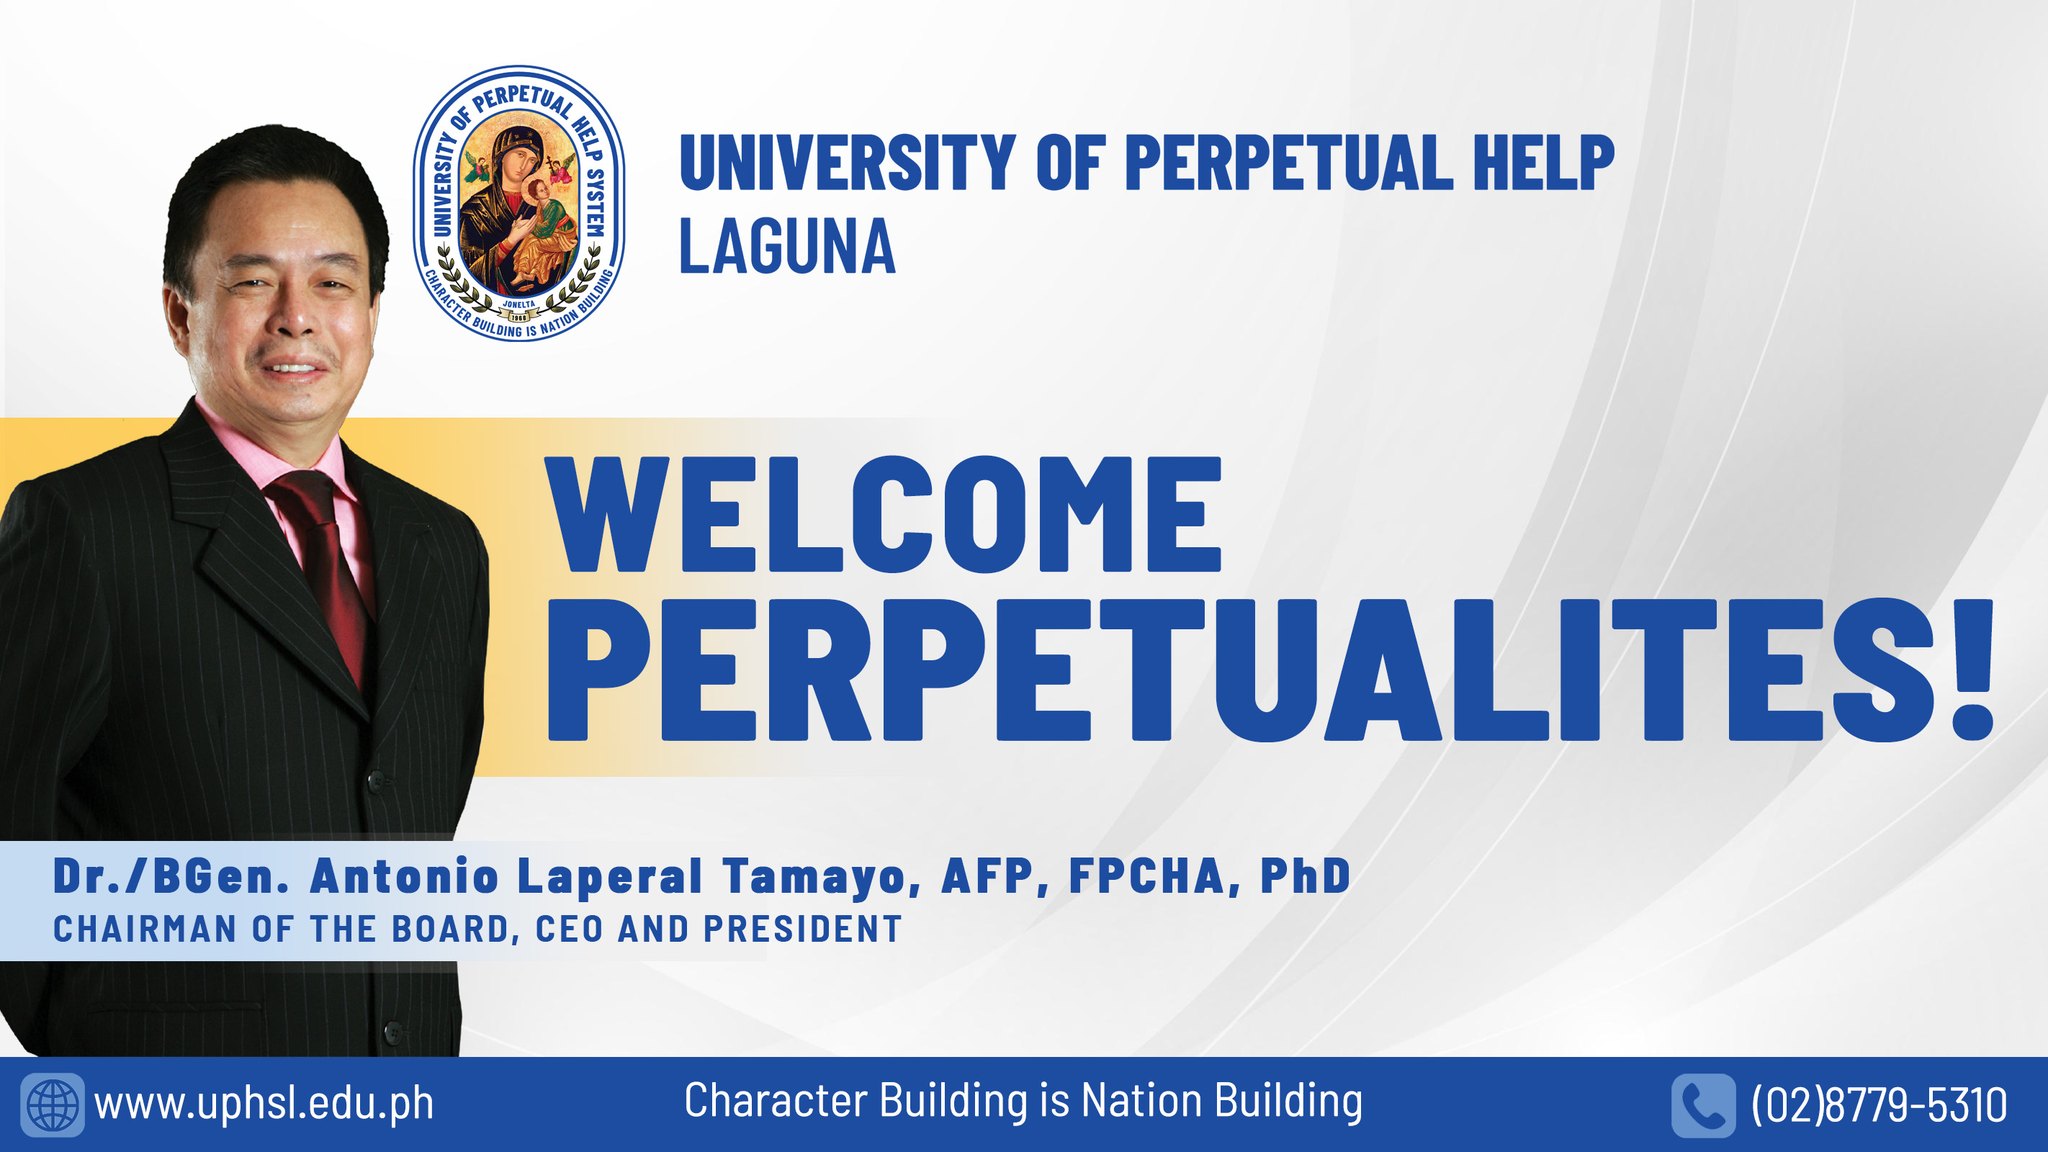 UNIVERSITY OF PERPETUAL HELP SYSTEM
JONELTA
1968
CHARACTER BUILDING IS NATION BUILDING
UNIVERSITY OF PERPETUAL HELP
LAGUNA
WELCOME
PERPETUALITES!
Dr./BGen. Antonio Laperal Tamayo, AFP, FPCHA, PhD
CHAIRMAN OF THE BOARD, CEO AND PRESIDENT
www.uphsl.edu.ph
Character Building is Nation Building
(02)8779-5310